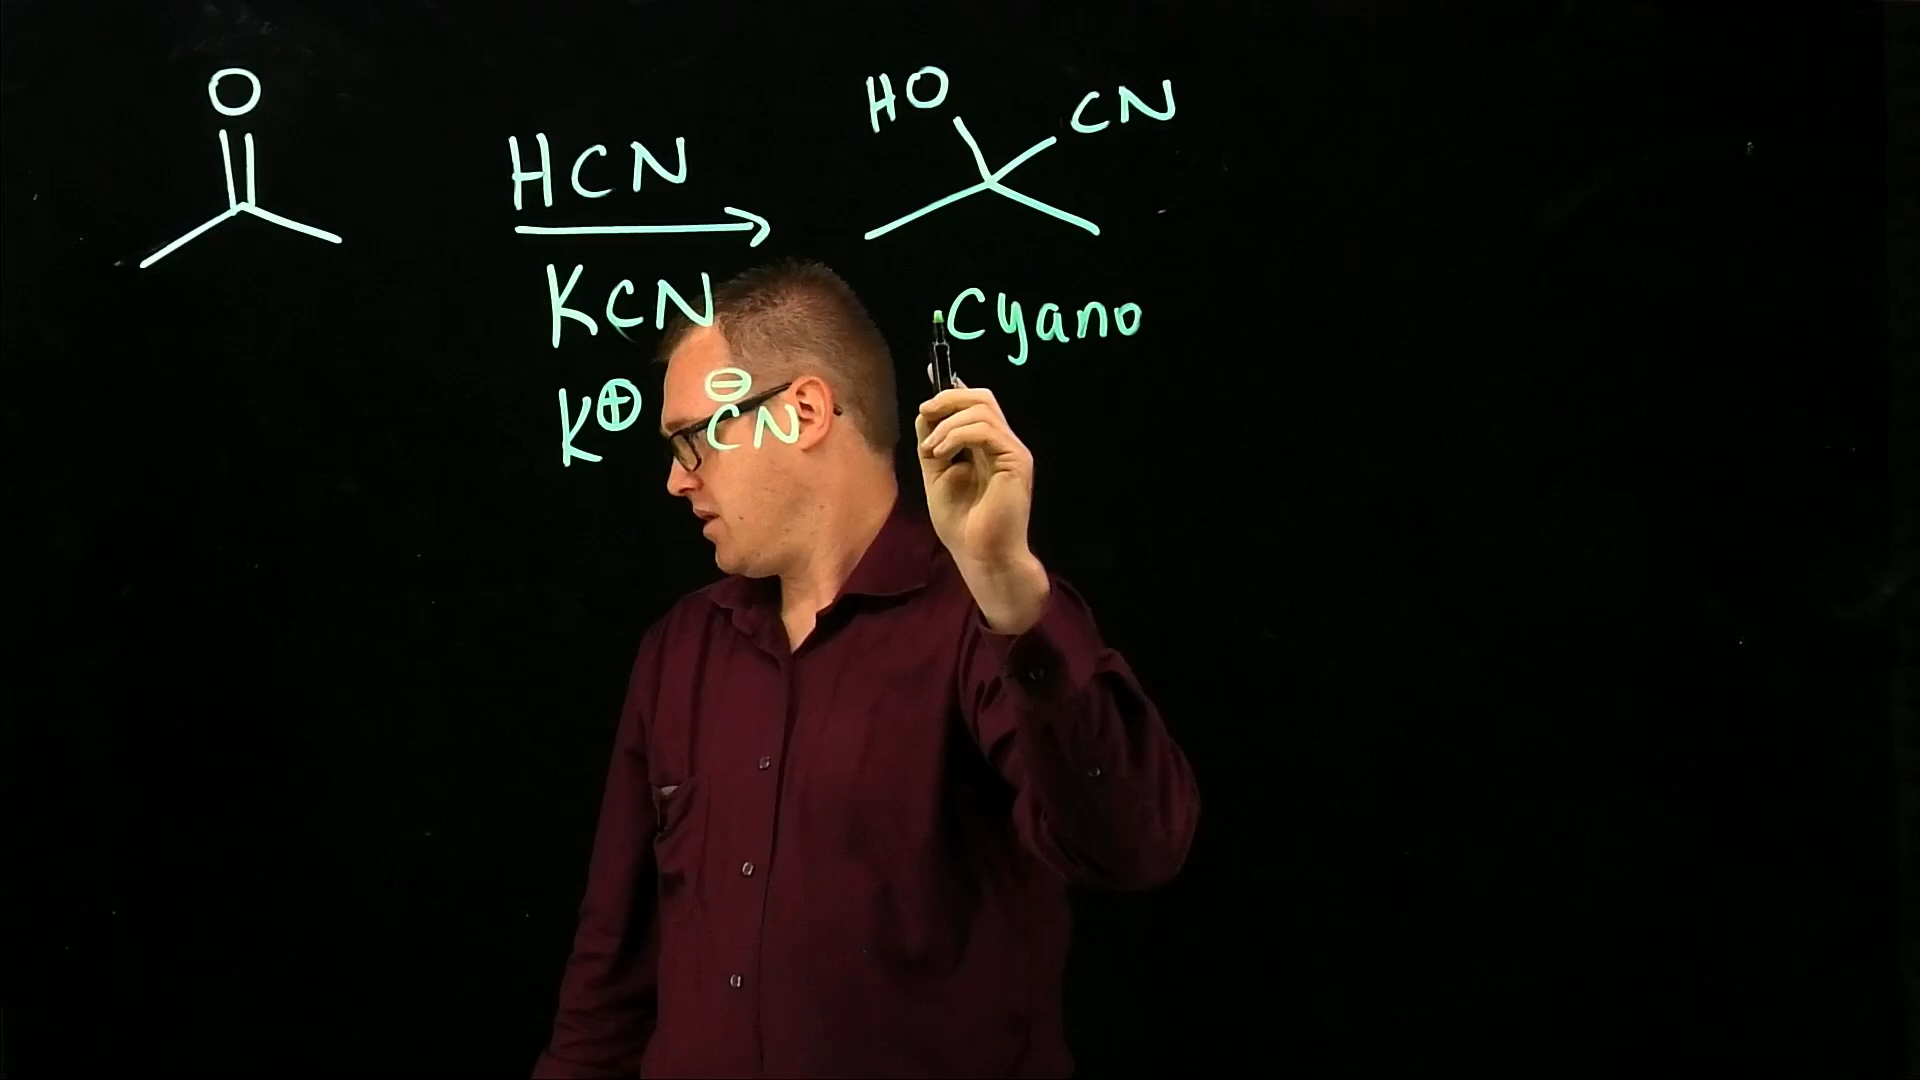 O
HCN
KCN
K⊕ ⊖CN
HO CN
Cyano